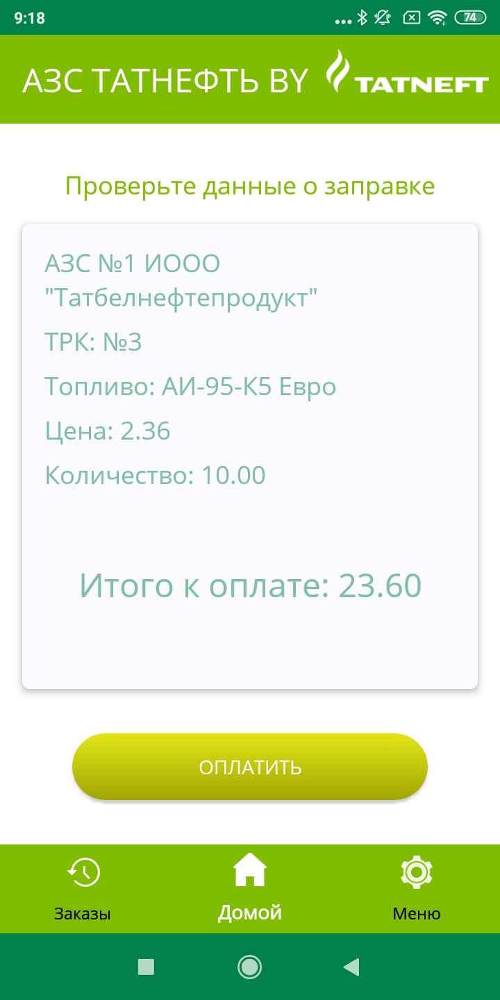 9:18
74
АЗС ТАТНЕФТЬ BY
TATNEFT
Проверьте данные о заправке
АЗС №1 ИООО
"Татбелнефтепродукт"
ТРК: №3
Топливо: АИ-95-К5 Евро
Цена: 2.36
Количество: 10.00
Итого к оплате: 23.60
ОПЛАТИТЬ
Заказы
Домой
Меню